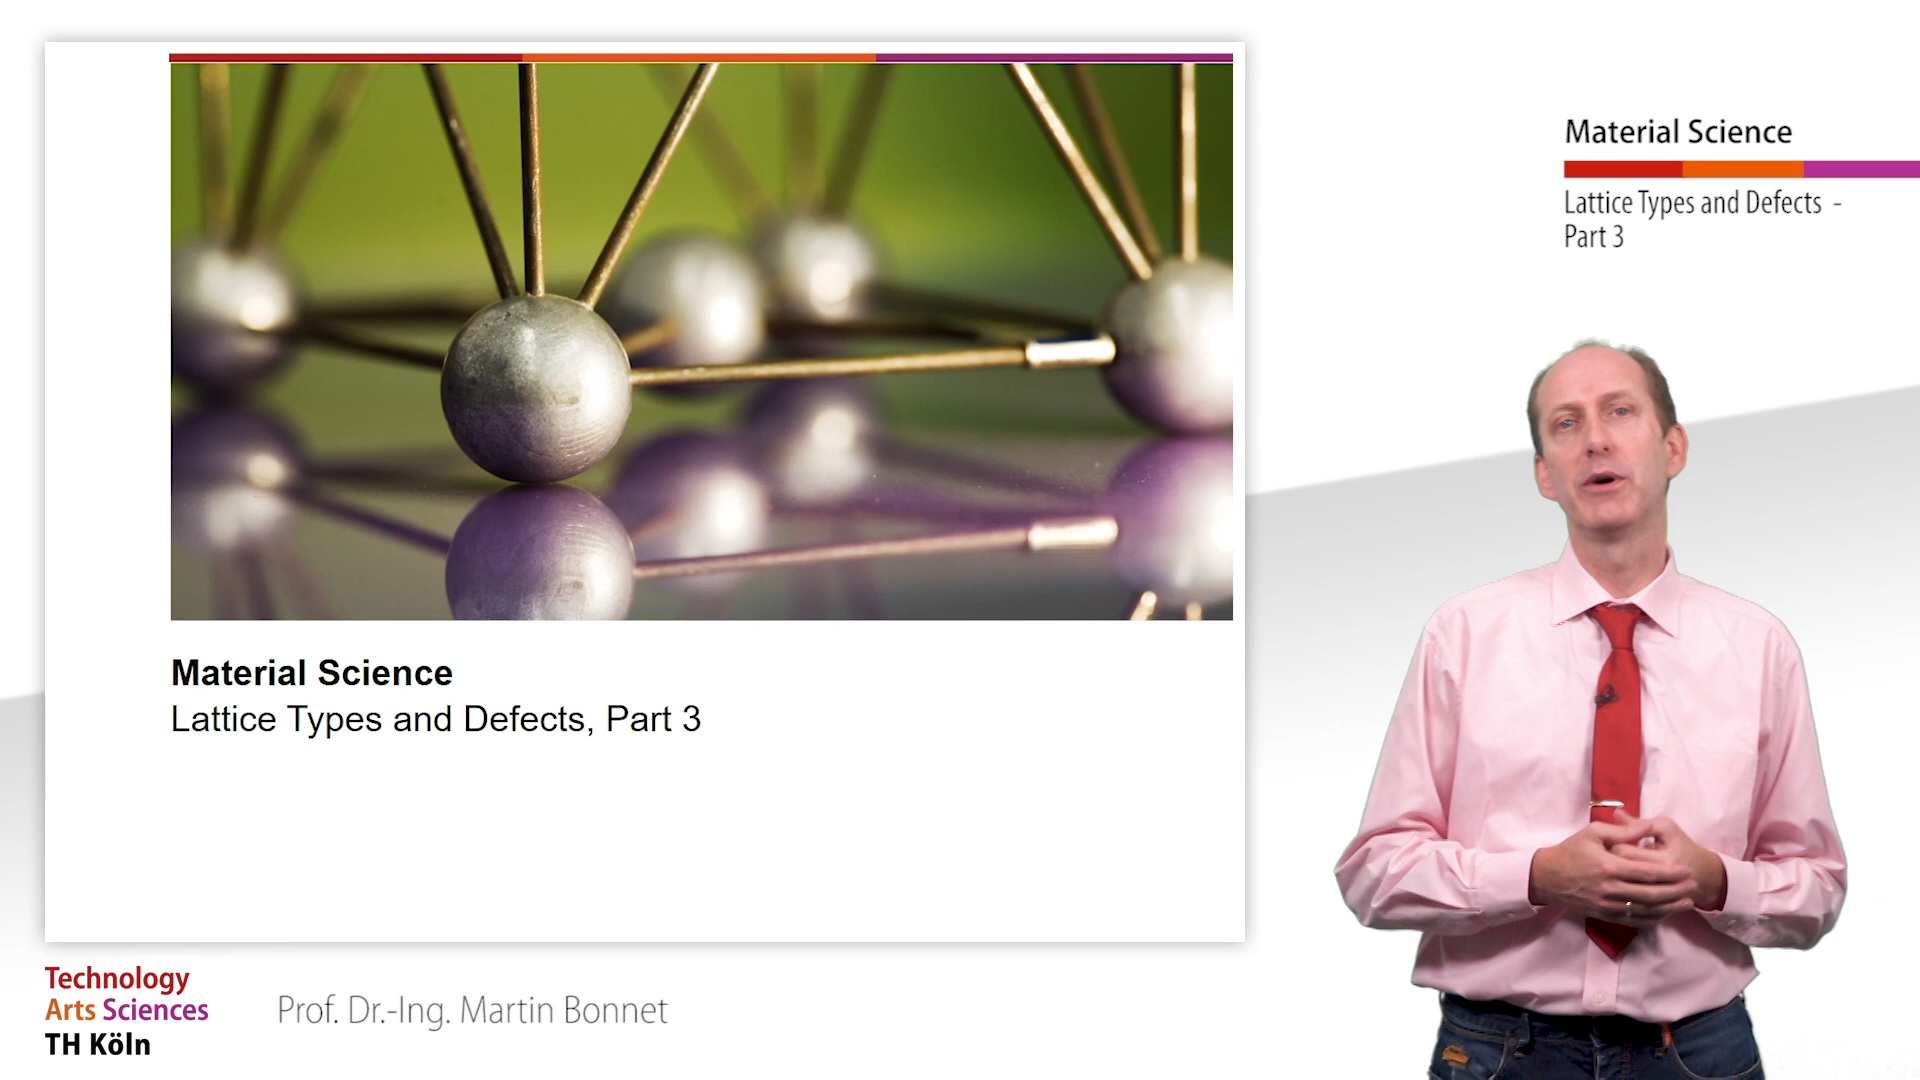 Material Science
Lattice Types and Defects -
Part 3
Material Science
Lattice Types and Defects, Part 3
Technology
Arts Sciences
TH Köln
Prof. Dr.-Ing. Martin Bonnet